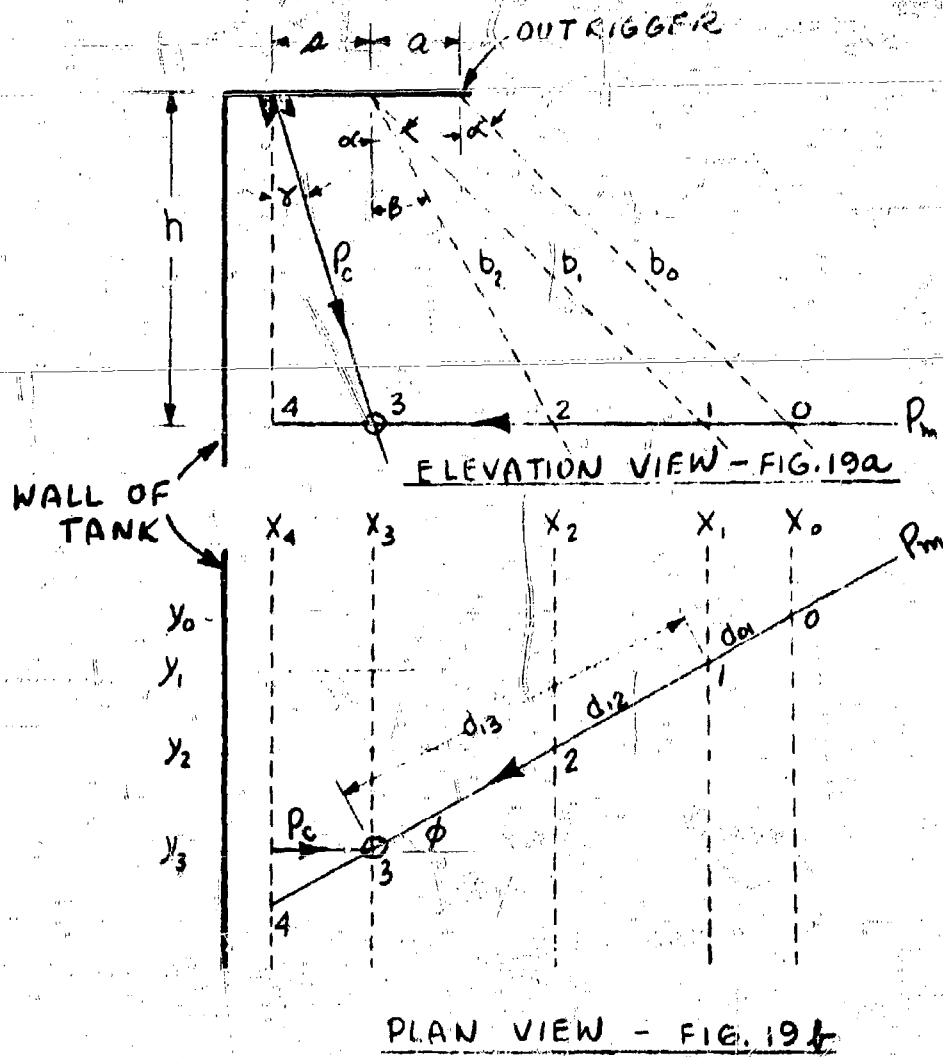 s a OUTRIGGER
α α
γ β
h
P_c b_2 b_1 b_0
4 3 2 1 0 P_m
ELEVATION VIEW - FIG. 19a
WALL OF
TANK
X_4 X_3 X_2 X_1 X_0
P_m
y_0 0
d_01
y_1 1
d_12
d_13
y_2 2
P_c
φ
y_3 3
4
PLAN VIEW - FIG. 19b